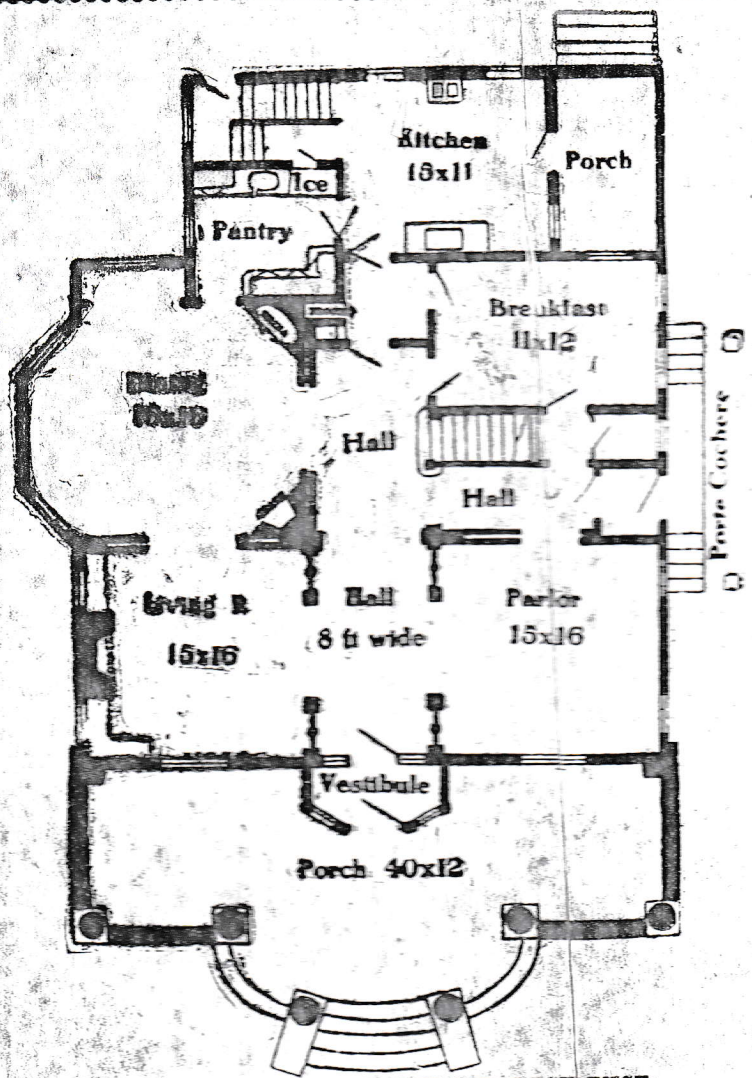 Kitchen
13x11
Porch
Ice
Pantry
Breakfast
11x12
Hall
Hall
Porte Cochere
Living R
15x16
Hall
8 ft wide
Parlor
15x16
Vestibule
Porch 40x12